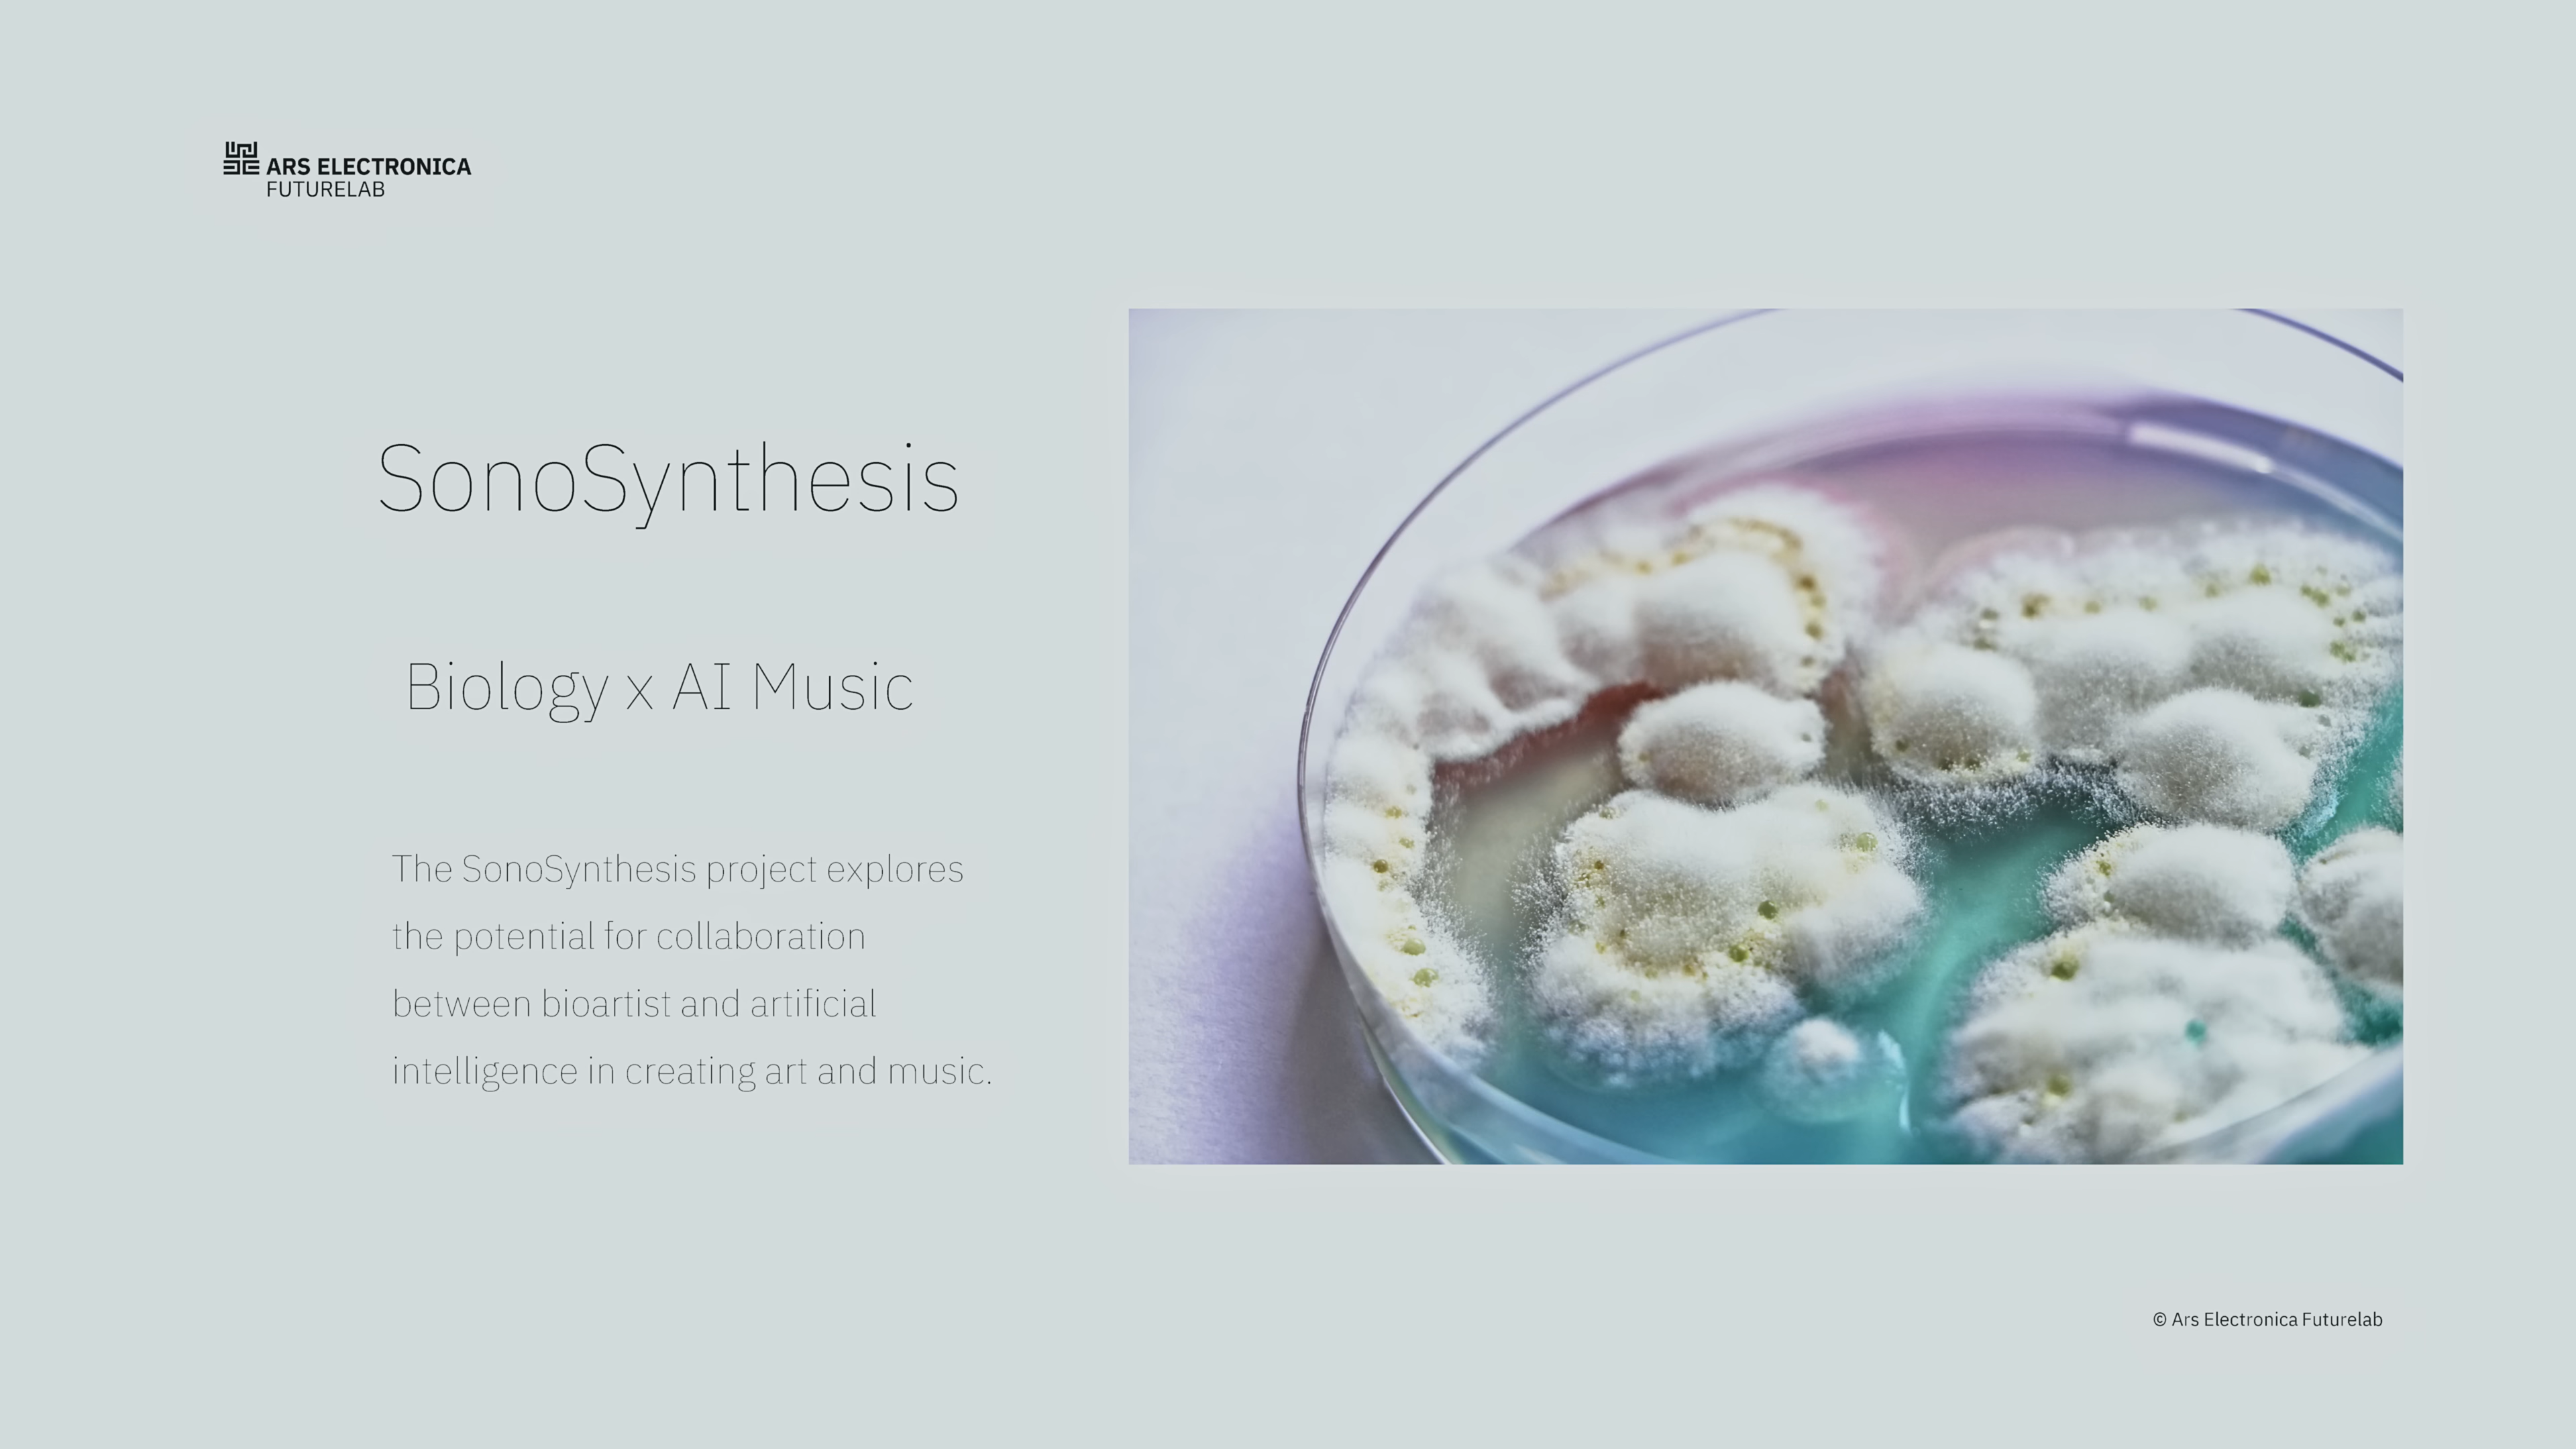 ARS ELECTRONICA
FUTURELAB
SonoSynthesis
Biology x AI Music
The SonoSynthesis project explores
the potential for collaboration
between bioartist and artificial
intelligence in creating art and music.
© Ars Electronica Futurelab